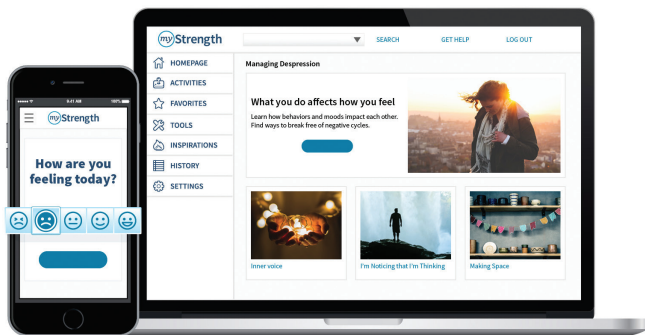 myStrength
SEARCH
GET HELP
LOG OUT
HOMEPAGE
ACTIVITIES
FAVORITES
TOOLS
INSPIRATIONS
HISTORY
SETTINGS
Managing Despression
What you do affects how you feel
Learn how behaviors and moods impact each other.
Find ways to break free of negative cycles.
Inner voice
I'm Noticing that I'm Thinking
Making Space
9:41 AM
100%
myStrength
How are you
feeling today?